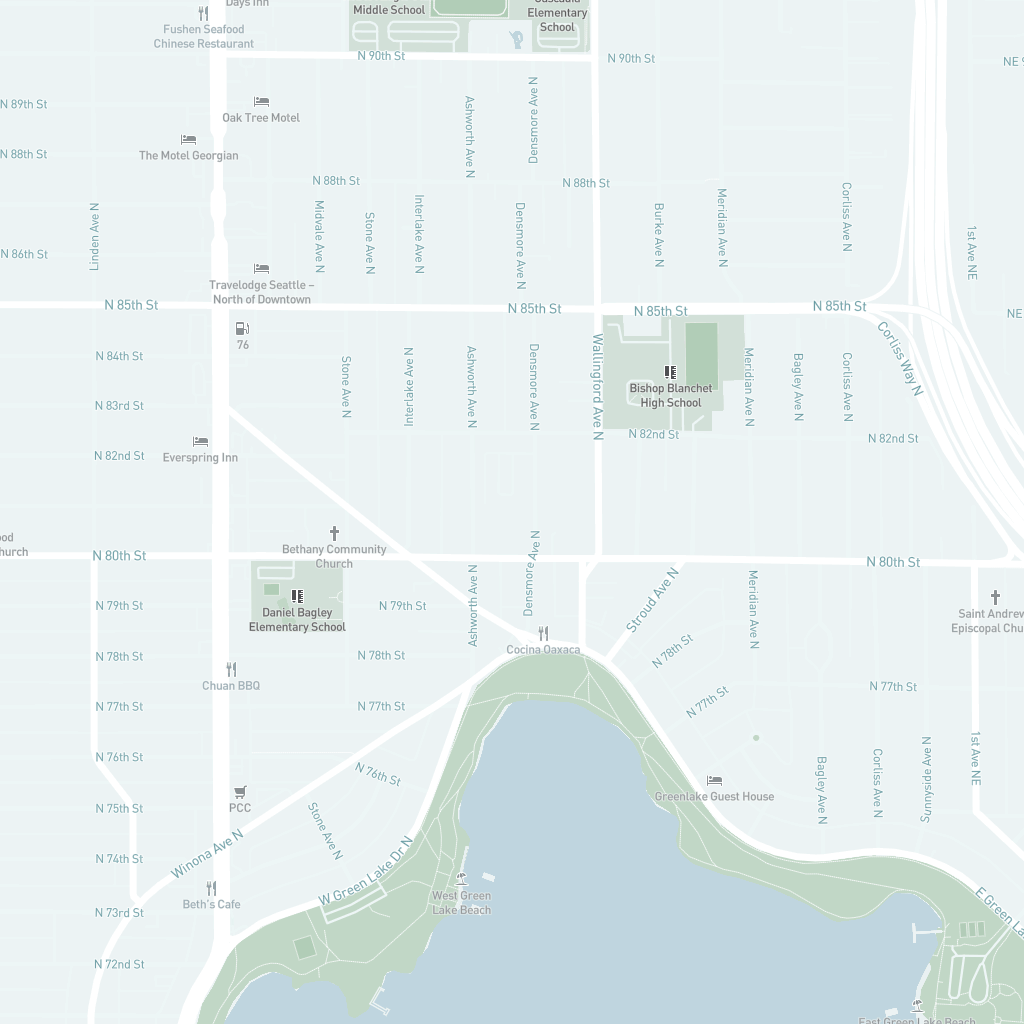 Days Inn
Middle School
Cascadia
Elementary
School
Fushen Seafood
Chinese Restaurant
N 90th St
N 90th St
NE 9
N 89th St
Oak Tree Motel
Ashworth Ave N
Densmore Ave N
N 88th St
The Motel Georgian
N 88th St
N 88th St
Linden Ave N
Midvale Ave N
Stone Ave N
Interlake Ave N
Densmore Ave N
Burke Ave N
Meridian Ave N
Corliss Ave N
1st Ave NE
N 86th St
Travelodge Seattle –
North of Downtown
N 85th St
N 85th St
N 85th St
N 85th St
NE
76
N 84th St
Stone Ave N
Interlake Ave N
Ashworth Ave N
Densmore Ave N
Wallingford Ave N
Bishop Blanchet
High School
Meridian Ave N
Bagley Ave N
Corliss Ave N
Corliss Way N
N 83rd St
N 82nd St
N 82nd St
N 82nd St
Everspring Inn
ood
hurch
N 80th St
Bethany Community
Church
Densmore Ave N
N 80th St
N 79th St
Daniel Bagley
Elementary School
N 79th St
Ashworth Ave N
Densmore Ave N
Stroud Ave N
Meridian Ave N
Saint Andrew
Episcopal Chu
N 78th St
N 78th St
Cocina Oaxaca
N 78th St
Chuan BBQ
N 77th St
N 77th St
N 77th St
N 77th St
N 76th St
N 76th St
Bagley Ave N
Corliss Ave N
Sunnyside Ave N
1st Ave NE
Greenlake Guest House
PCC
N 75th St
Stone Ave N
Winona Ave N
N 74th St
W Green Lake Dr N
West Green
Lake Beach
Beth's Cafe
N 73rd St
E Green La
N 72nd St
East Green Lake Beach